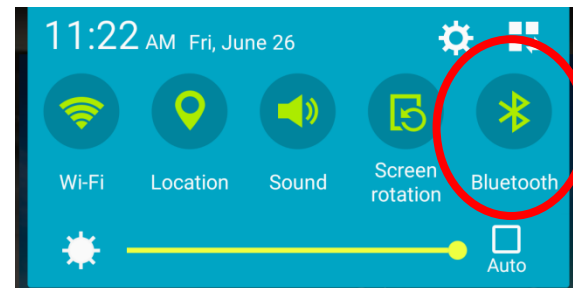 11:22 AM Fri, June 26
Wi-Fi Location Sound Screen rotation Bluetooth
Auto